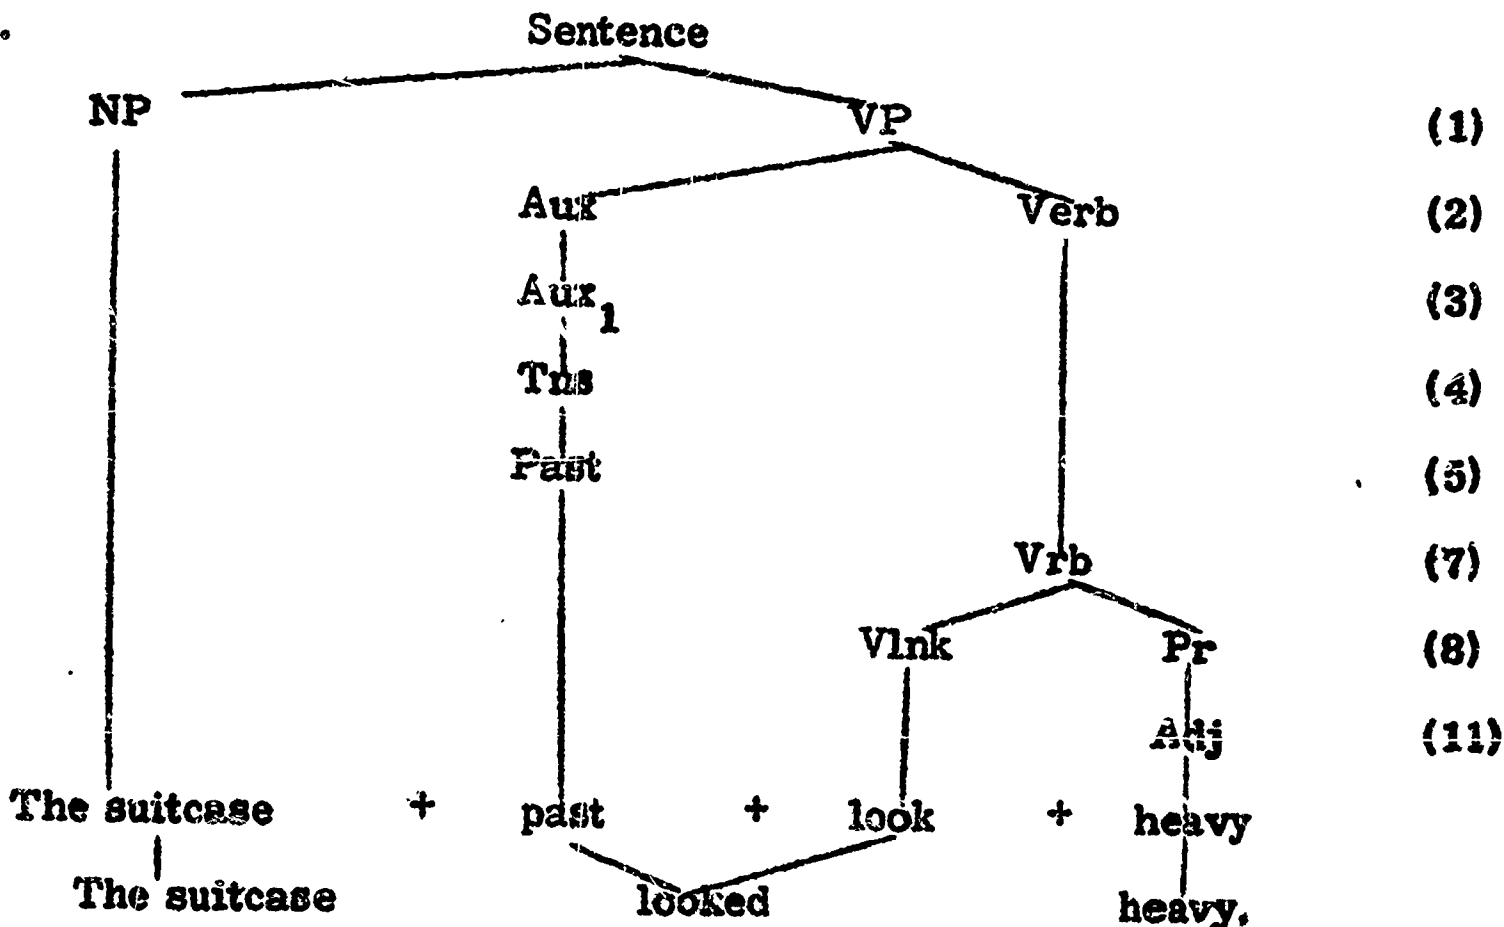 Sentence
NP VP (1)
Aux Verb (2)
Aux1 (3)
Tns (4)
Past (5)
Vrb (7)
Vlnk Pr (8)
Adj (11)
The suitcase + past + look + heavy
The suitcase looked heavy.